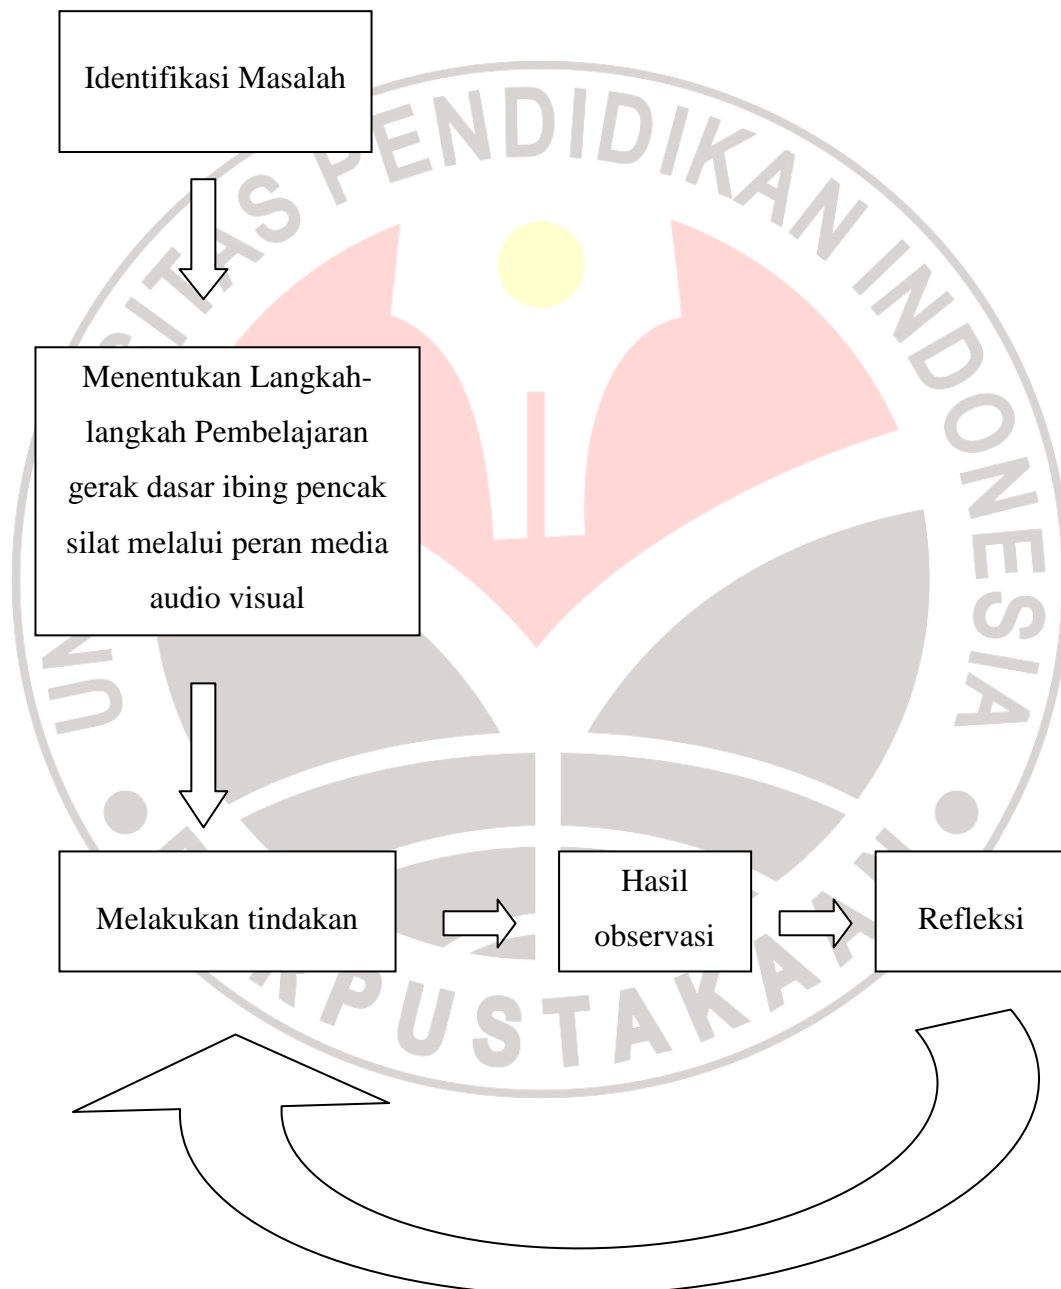 Identifikasi Masalah
UNIVERSITAS PENDIDIKAN INDONESIA
Menentukan Langkah-
langkah Pembelajaran
gerak dasar ibing pencak
silat melalui peran media
audio visual
Melakukan tindakan
Hasil
observasi
Refleksi
PERPUSTAKAAN